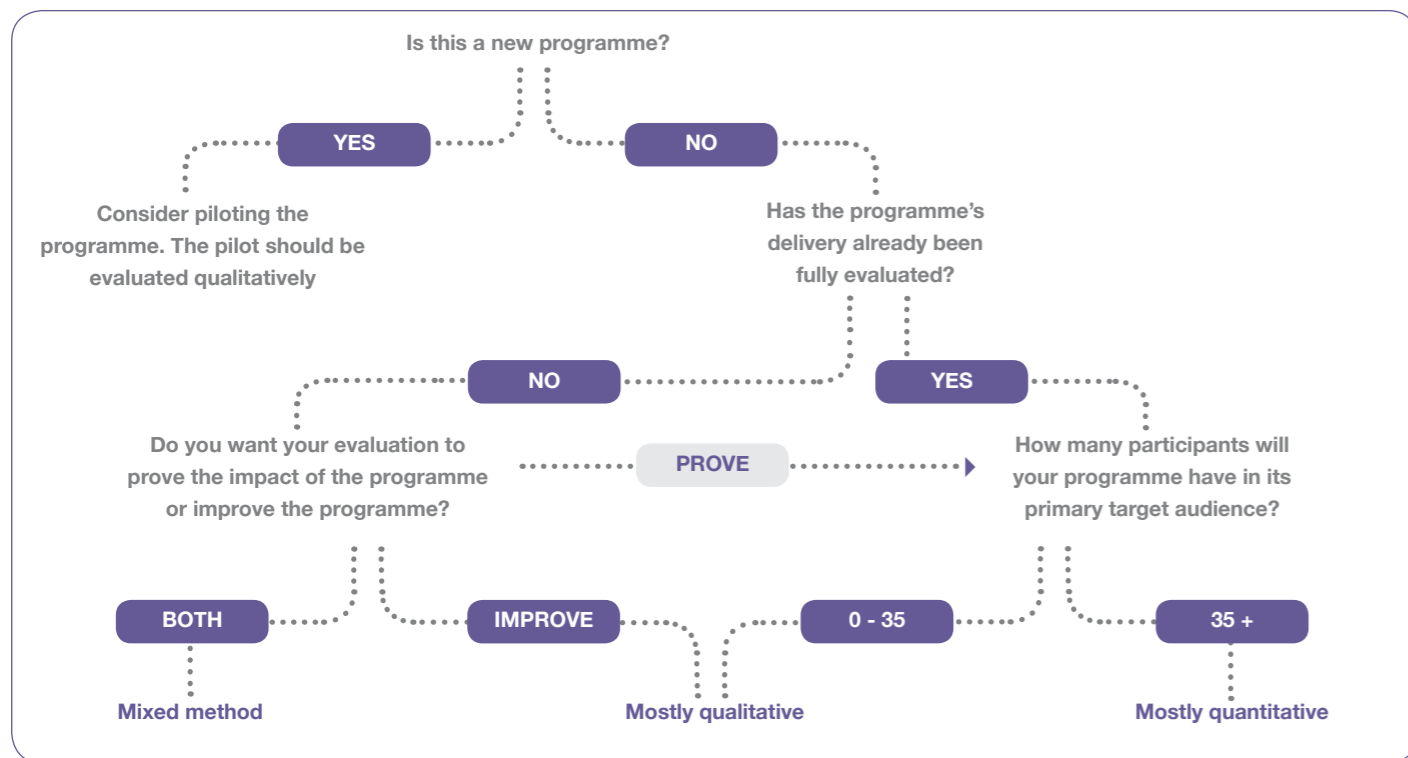 Is this a new programme?
YES
NO
Consider piloting the
programme. The pilot should be
evaluated qualitatively
Has the programme's
delivery already been
fully evaluated?
NO
YES
Do you want your evaluation to
prove the impact of the programme
or improve the programme?
PROVE
How many participants will
your programme have in its
primary target audience?
BOTH
IMPROVE
0 - 35
35 +
Mixed method
Mostly qualitative
Mostly quantitative